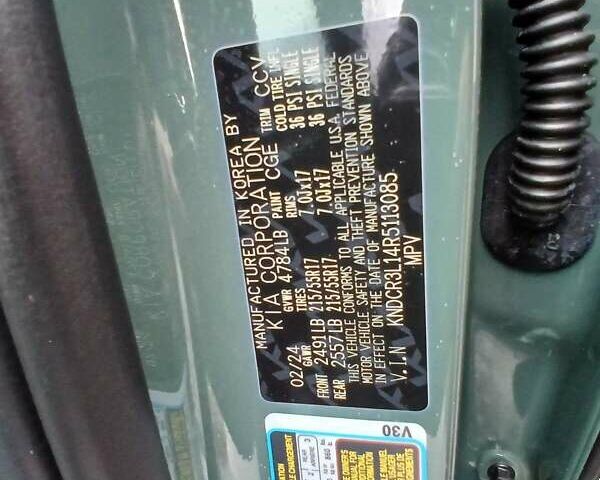 MANUFACTURED IN KOREA BY
KIA CORPORATION
02/24 GVWR 4784LB PAINT CGE TRIM CCV
GAWR TIRES RIMS COLD TIRE INFL
FRONT 2491LB 215/55R17 7.0Jx17 36 PSI SINGLE
REAR 2557LB 215/55R17 7.0Jx17 36 PSI SINGLE
THIS VEHICLE CONFORMS TO ALL APPLICABLE U.S.A. FEDERAL
MOTOR VEHICLE SAFETY AND THEFT PREVENTION STANDARDS
IN EFFECT ON THE DATE OF MANUFACTURE SHOWN ABOVE
V.I.N KNDCR3L14R5113085
MPV
V30
REAR